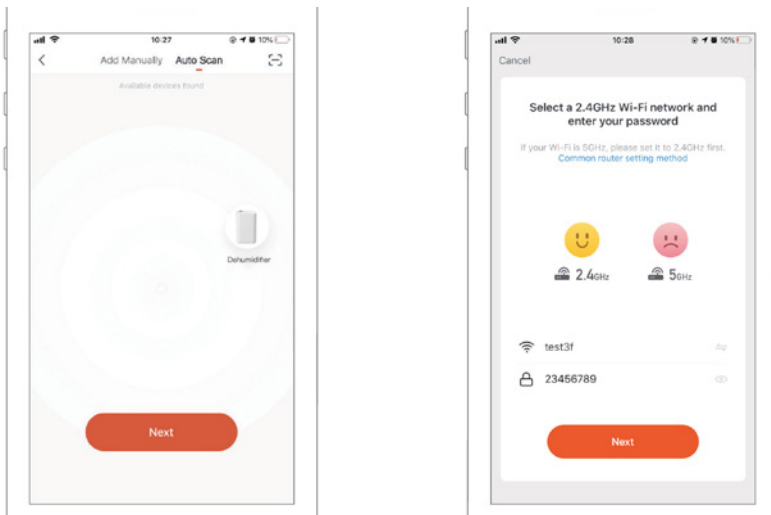 10:27
10%
Add Manually Auto Scan
Available devices found
Dehumidifier
Next
10:28
10%
Cancel
Select a 2.4GHz Wi-Fi network and
enter your password
If your Wi-Fi is 5GHz, please set it to 2.4GHz first.
Common router setting method
2.4GHz 5GHz
test3f
23456789
Next